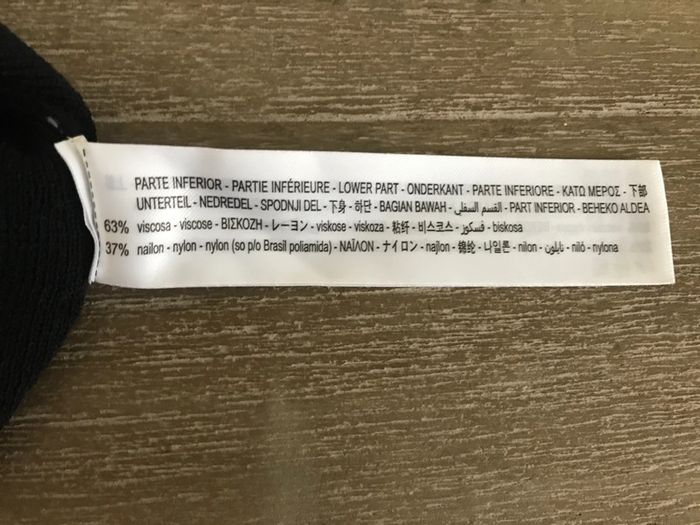 PARTE INFERIOR - PARTIE INFÉRIEURE - LOWER PART - ONDERKANT - PARTE INFERIORE - ΚΑΤΩ ΜΕΡΟΣ - 下部
UNTERTEIL - NEDREDEL - SPODNJI DEL - 下身 - 하단 - BAGIAN BAWAH - القسم السفلي - PART INFERIOR - BEHEKO ALDEA
63% viscosa - viscose - ΒΙΣΚΟΖΗ - レーヨン - viskose - viskoza - 粘纤 - 비스코스 - فسكوز - biskosa
37% nailon - nylon - nylon (so p/o Brasil poliamida) - ΝΑΪΛΟΝ - ナイロン - najlon - 锦纶 - 나일론 - nilon - نايلون - niló - nylona